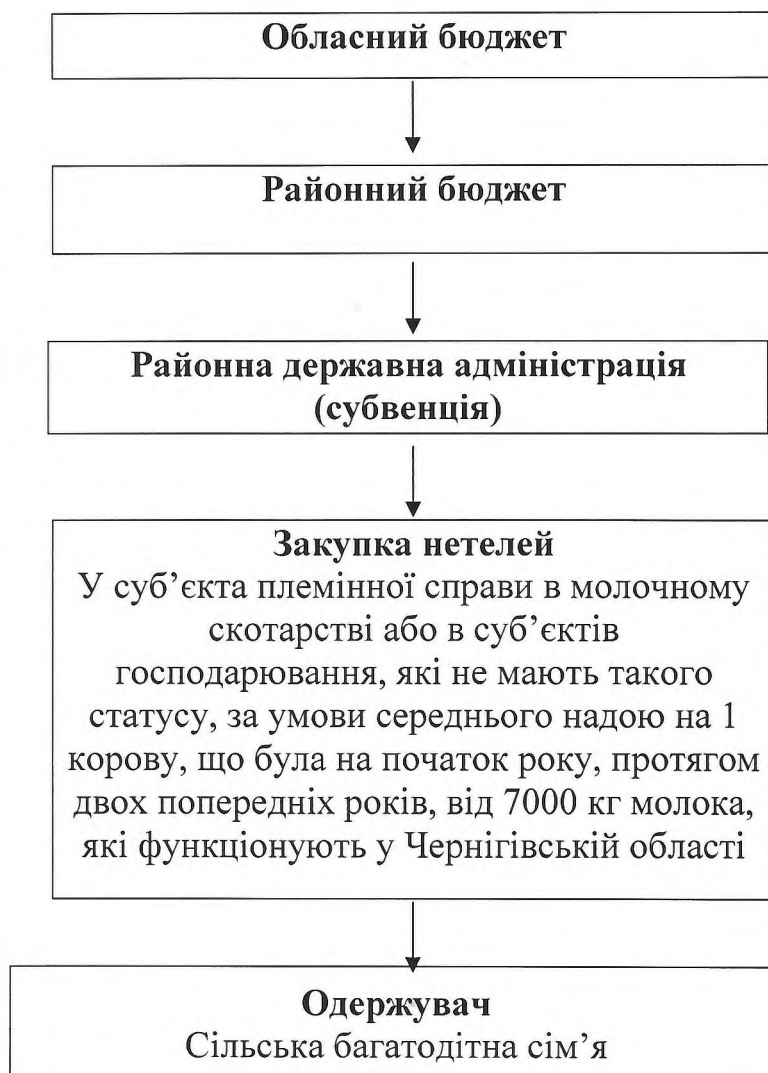 Обласний бюджет
Районний бюджет
Районна державна адміністрація
(субвенція)
Закупка нетелей
У суб’єкта племінної справи в молочному
скотарстві або в суб’єктів
господарювання, які не мають такого
статусу, за умови середнього надою на 1
корову, що була на початок року, протягом
двох попередніх років, від 7000 кг молока,
які функціонують у Чернігівській області
Одержувач
Сільська багатодітна сім’я